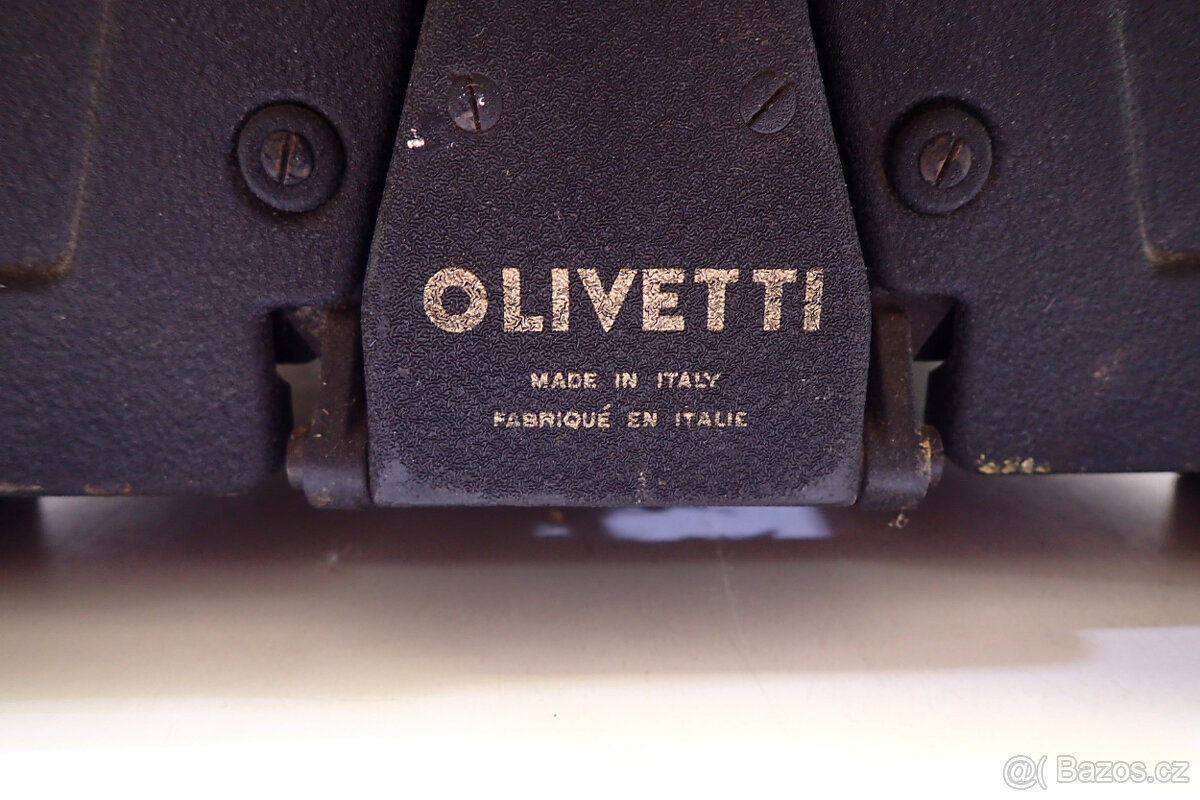 OLIVETTI
MADE IN ITALY
FABRIQUÉ EN ITALIE
@( Bazos.cz